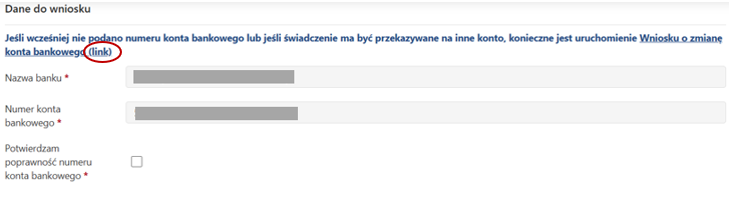 Dane do wniosku
Jeśli wcześniej nie podano numeru konta bankowego lub jeśli świadczenie ma być przekazywane na inne konto, konieczne jest uruchomienie Wniosku o zmianę
konta bankowego (link)
Nazwa banku *
Numer konta
bankowego *
Potwierdzam
poprawność numeru
konta bankowego *